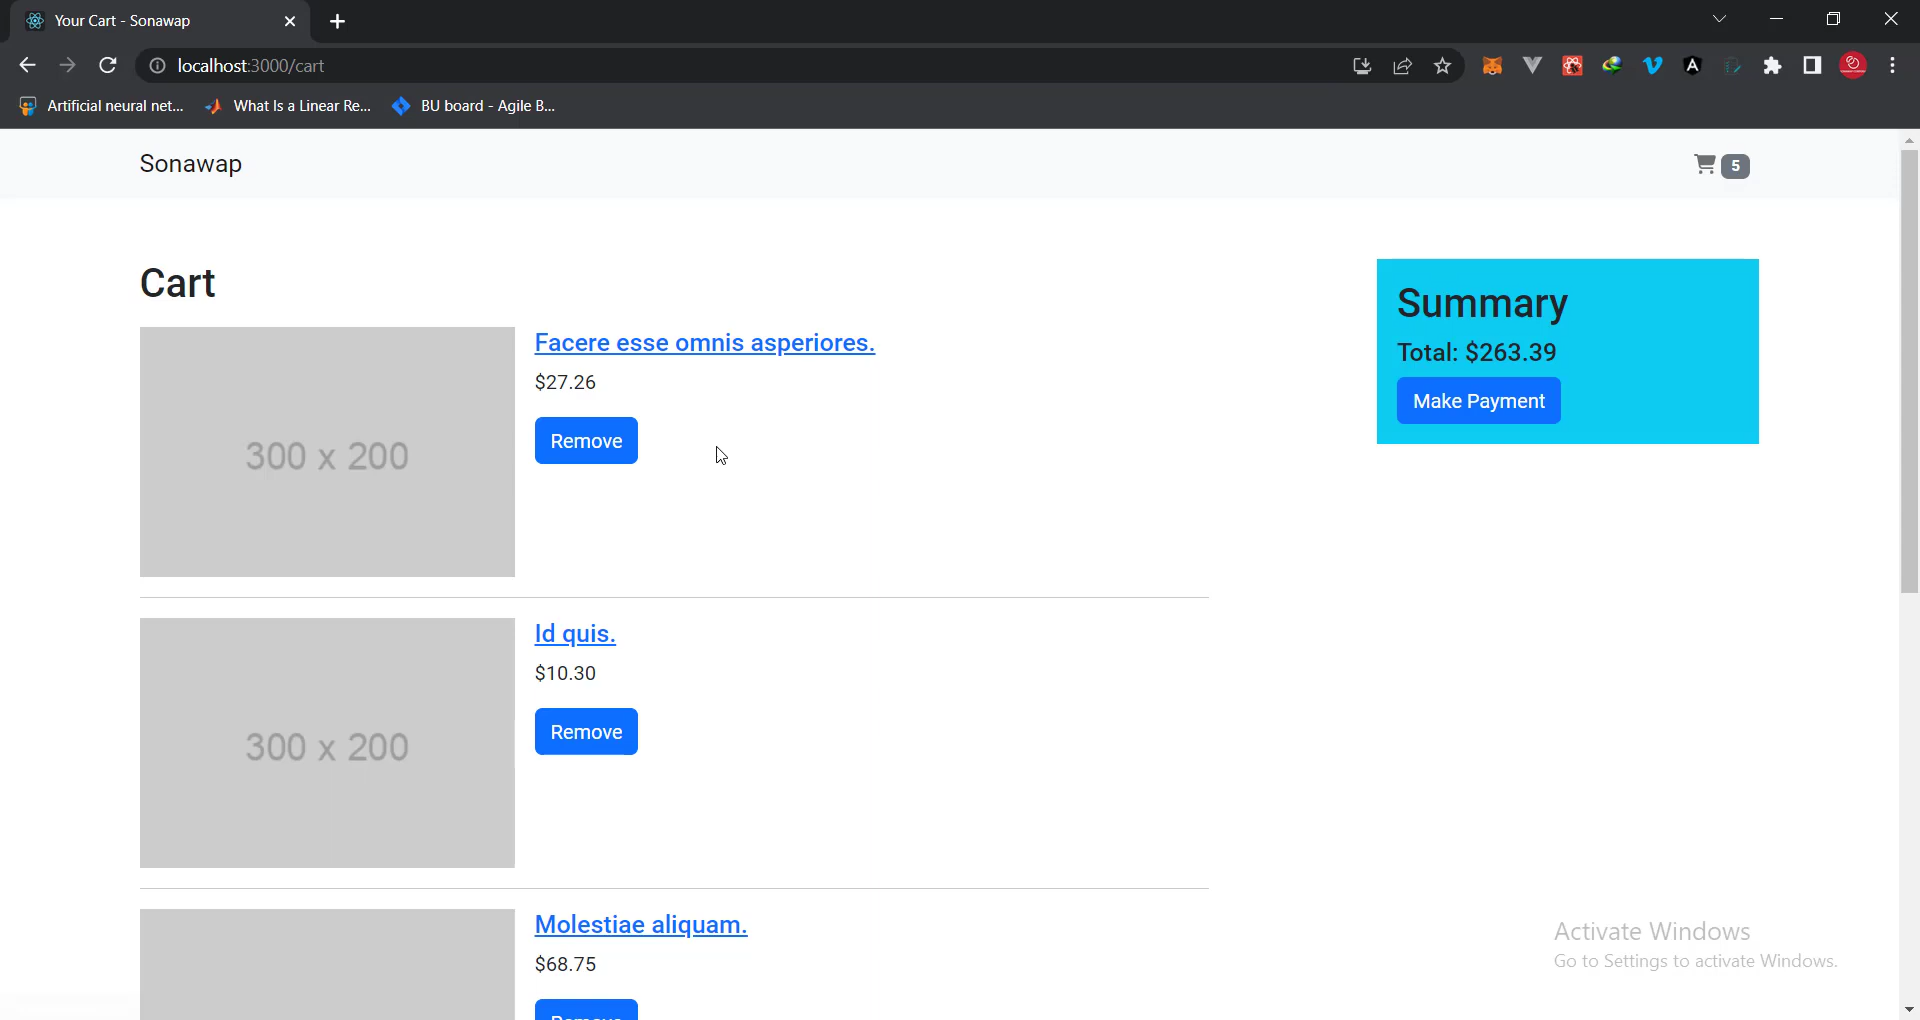 Your Cart - Sonawap
localhost:3000/cart
Artificial neural net...
What Is a Linear Re...
BU board - Agile B...
Sonawap
5
Cart
Summary
Total: $263.39
Make Payment
300 x 200
Facere esse omnis asperiores.
$27.26
Remove
300 x 200
Id quis.
$10.30
Remove
Molestiae aliquam.
$68.75
Remove
Activate Windows
Go to Settings to activate Windows.